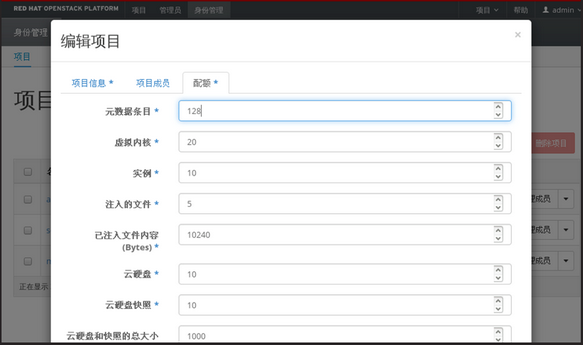 RED HAT OPENSTACK PLATFORM 项目 管理员 身份管理 项目 帮助 admin
身份管理
编辑项目 ×
项目
项目信息 * 项目成员 配额 *
项目
元数据条目 * 128
虚拟内核 * 20
删除项目
实例 * 10
注入的文件 * 5
成员
已注入文件内容 10240
(Bytes) *
成员
成员
云硬盘 * 10
正在显示
云硬盘快照 * 10
云硬盘和快照的总大小 1000